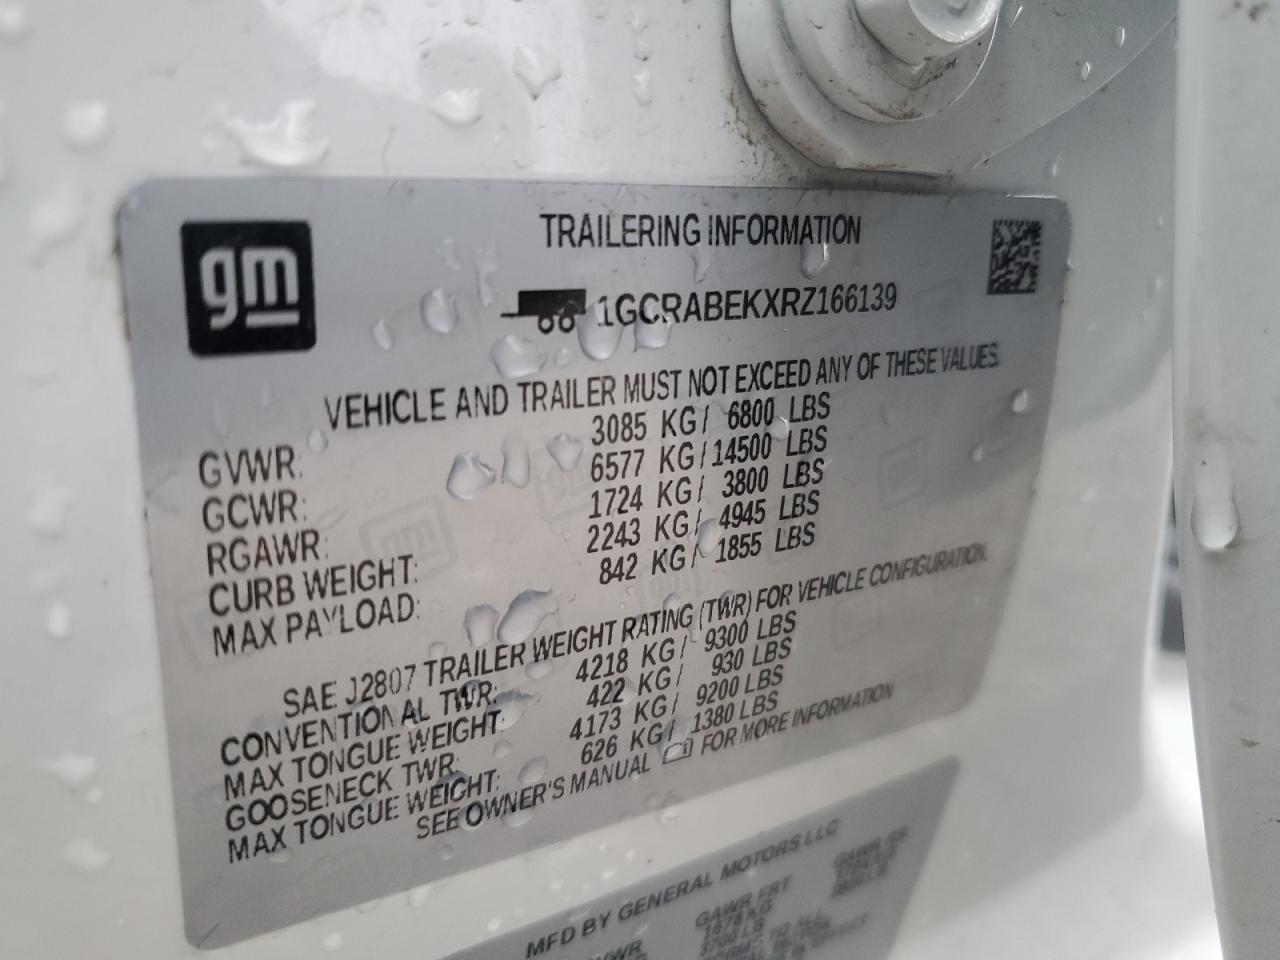 gm
TRAILERING INFORMATION
1GCRABEKXRZ166139
VEHICLE AND TRAILER MUST NOT EXCEED ANY OF THESE VALUES.
GVWR: 3085 KG/ 6800 LBS
GCWR: 6577 KG/14500 LBS
RGAWR: 1724 KG/ 3800 LBS
CURB WEIGHT: 2243 KG/ 4945 LBS
MAX PAYLOAD: 842 KG/ 1855 LBS
SAE J2807 TRAILER WEIGHT RATING (TWR) FOR VEHICLE CONFIGURATION.
CONVENTIONAL TWR: 4218 KG/ 9300 LBS
MAX TONGUE WEIGHT: 422 KG/ 930 LBS
GOOSENECK TWR: 4173 KG/ 9200 LBS
MAX TONGUE WEIGHT: 626 KG/ 1380 LBS
SEE OWNER'S MANUAL FOR MORE INFORMATION
MFD BY GENERAL MOTORS LLC
GAWR FRT GAWR RR